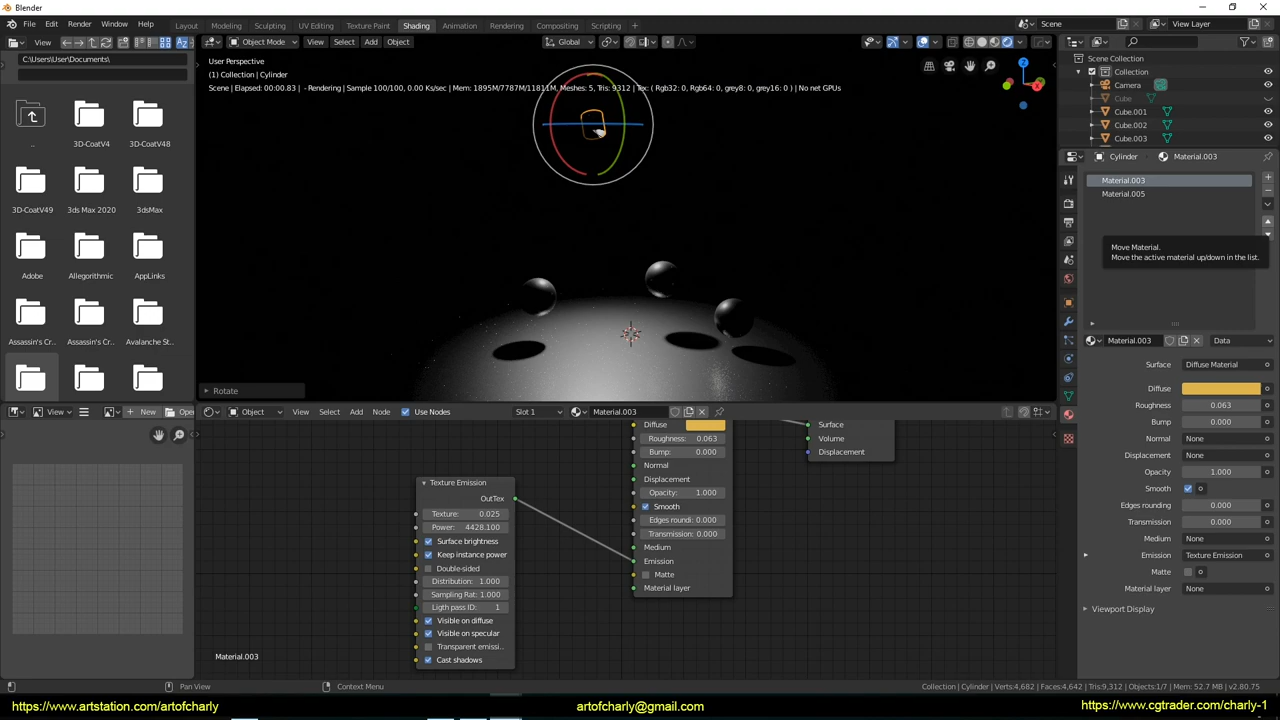 Blender
File Edit Render Window Help Layout Modeling Sculpting UV Editing Texture Paint Shading Animation Rendering Compositing Scripting + Scene View Layer
View Object Mode View Select Add Object Global
C:\Users\User\Documents\
User Perspective
(1) Collection | Cylinder
Scene | Elapsed: 00:00.83 | - Rendering | Sample 100/100, 0.00 Ks/sec | Mem: 1895M/7787M/11811M, Meshes: 5, Tris: 9312 | Tex: ( Rgb32: 0, Rgb64: 0, grey8: 0, grey16: 0 ) | No net GPUs
Z
Scene Collection
Collection
Camera
Cube
Cube.001
Cube.002
Cube.003
..
3D-CoatV4
3D-CoatV48
3D-COATV49
3ds Max 2020
3dsMax
Adobe
Allegorithmic
AppLinks
Assassin's Cr...
Assassin's Cr...
Avalanche St...
Rotate
Cylinder Material.003
Material.003
Material.005
Move Material.
Move the active material up/down in the list.
Material.003 Data
Surface Diffuse Material
Diffuse
Roughness 0.063
Bump 0.000
Normal None
Displacement None
Opacity 1.000
Smooth
Edges rounding 0.000
Transmission 0.000
Medium None
Emission Texture Emission
Matte
Material layer None
Viewport Display
View New Open
Object View Select Add Node Use Nodes Slot 1 Material.003
Diffuse
Roughness: 0.063
Bump: 0.000
Normal
Displacement
Opacity: 1.000
Smooth
Edges roundi: 0.000
Transmission: 0.000
Medium
Emission
Matte
Material layer
Surface
Volume
Displacement
Texture Emission
OutTex
Texture: 0.025
Power: 4428.100
Surface brightness
Keep instance power
Double-sided
Distribution: 1.000
Sampling Rat: 1.000
Ligth pass ID: 1
Visible on diffuse
Visible on specular
Transparent emissi..
Cast shadows
Material.003
Pan View Context Menu Collection | Cylinder | Verts:4,682 | Faces:4,642 | Tris:9,312 | Objects:1/7 | Mem: 52.7 MB | v2.80.75
https://www.artstation.com/artofcharly artofcharly@gmail.com https://www.cgtrader.com/charly-1